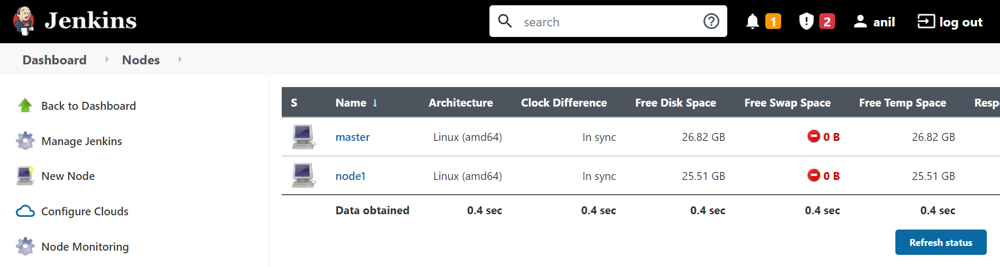 Jenkins search 1 2 anil log out
Dashboard Nodes
Back to Dashboard
Manage Jenkins
New Node
Configure Clouds
Node Monitoring
S Name ↓ Architecture Clock Difference Free Disk Space Free Swap Space Free Temp Space Resp
master Linux (amd64) In sync 26.82 GB 0 B 26.82 GB
node1 Linux (amd64) In sync 25.51 GB 0 B 25.51 GB
Data obtained 0.4 sec 0.4 sec 0.4 sec 0.4 sec 0.4 sec
Refresh status